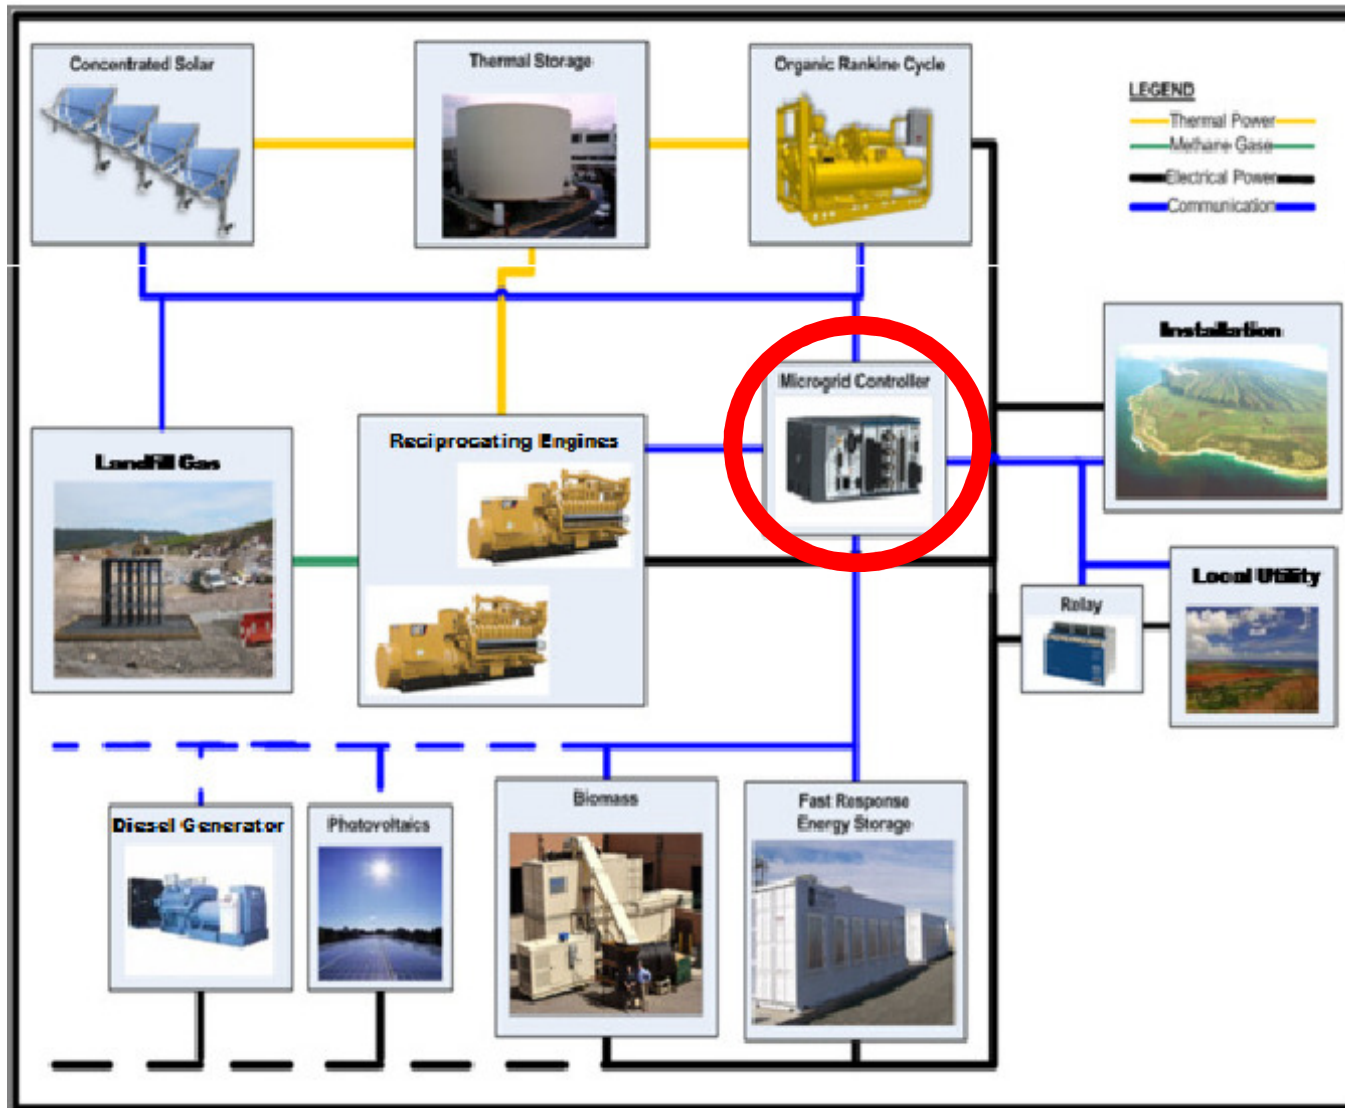 Concentrated Solar
Thermal Storage
Organic Rankine Cycle
LEGEND
Thermal Power
Methane Gase
Electrical Power
Communication
Installation
Microgrid Controller
Reciprocating Engines
Landfill Gas
Local Utility
Relay
Diesel Generator
Photovoltaics
Biomass
Fast Response
Energy Storage